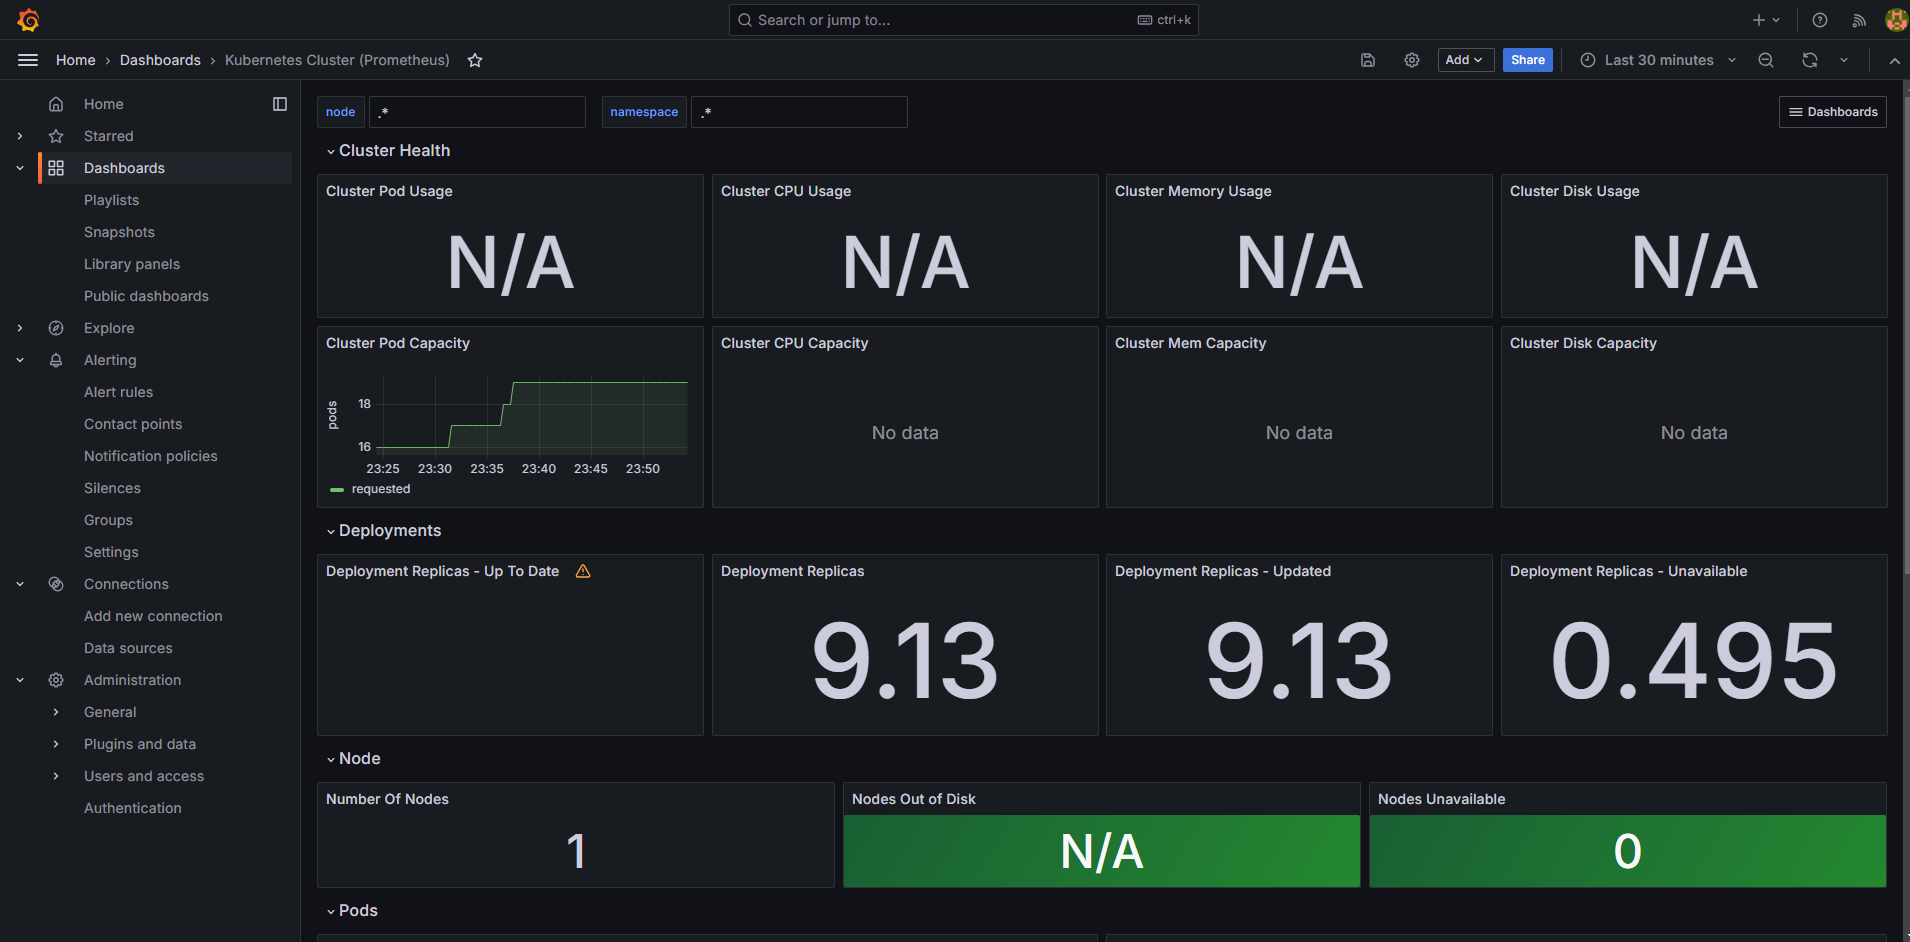 Search or jump to...
ctrl+k
Home › Dashboards › Kubernetes Cluster (Prometheus)
Add
Share
Last 30 minutes
Home
Starred
Dashboards
Playlists
Snapshots
Library panels
Public dashboards
Explore
Alerting
Alert rules
Contact points
Notification policies
Silences
Groups
Settings
Connections
Add new connection
Data sources
Administration
General
Plugins and data
Users and access
Authentication
node
.*
namespace
.*
Dashboards
Cluster Health
Cluster Pod Usage
N/A
Cluster CPU Usage
N/A
Cluster Memory Usage
N/A
Cluster Disk Usage
N/A
Cluster Pod Capacity
pods
18
16
23:25 23:30 23:35 23:40 23:45 23:50
requested
Cluster CPU Capacity
No data
Cluster Mem Capacity
No data
Cluster Disk Capacity
No data
Deployments
Deployment Replicas - Up To Date
Deployment Replicas
9.13
Deployment Replicas - Updated
9.13
Deployment Replicas - Unavailable
0.495
Node
Number Of Nodes
1
Nodes Out of Disk
N/A
Nodes Unavailable
0
Pods